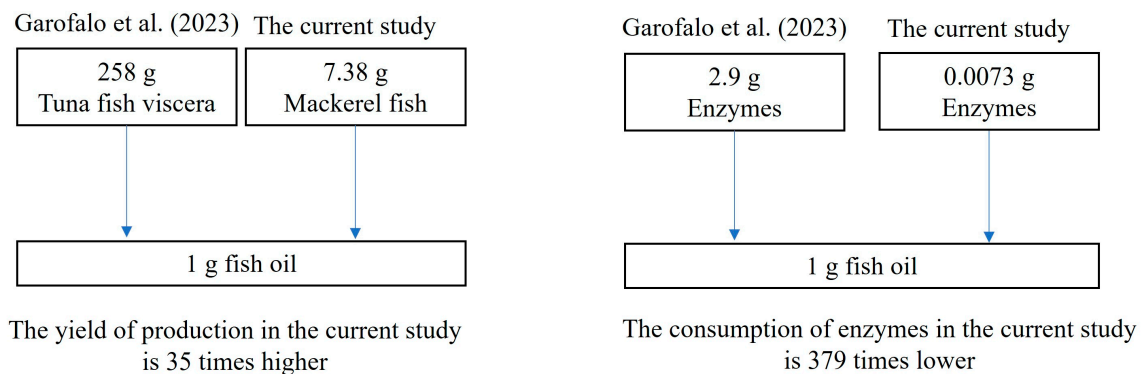 Garofalo et al. (2023)
The current study
258 g
Tuna fish viscera
7.38 g
Mackerel fish
1 g fish oil
The yield of production in the current study
is 35 times higher
Garofalo et al. (2023)
The current study
2.9 g
Enzymes
0.0073 g
Enzymes
1 g fish oil
The consumption of enzymes in the current study
is 379 times lower